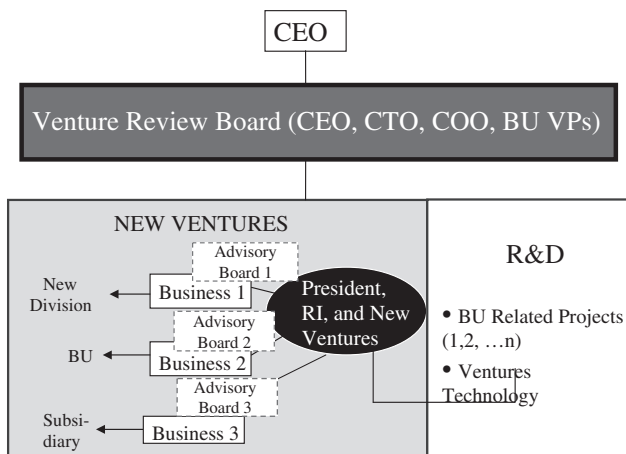 CEO
Venture Review Board (CEO, CTO, COO, BU VPs)
NEW VENTURES
Advisory
Board 1
New
Division
Business 1
President,
RI, and New
Ventures
Advisory
Board 2
BU
Business 2
Advisory
Board 3
Subsi-
diary
Business 3
R&D
• BU Related Projects
(1,2, …n)
• Ventures
Technology